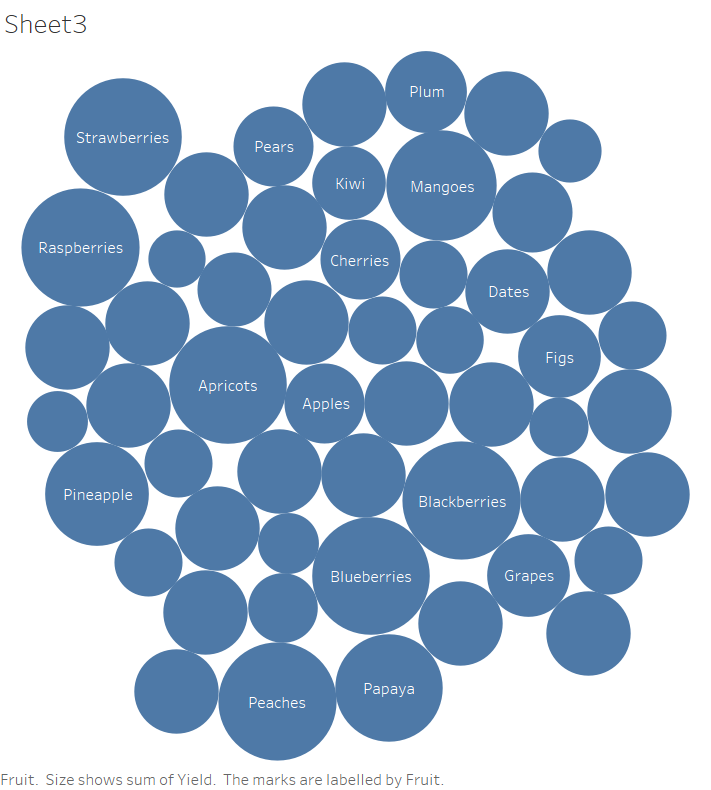 Sheet3
Plum
Strawberries
Pears
Kiwi
Mangoes
Raspberries
Cherries
Dates
Figs
Apricots
Apples
Pineapple
Blackberries
Blueberries
Grapes
Papaya
Peaches
Fruit.  Size shows sum of Yield.  The marks are labelled by Fruit.